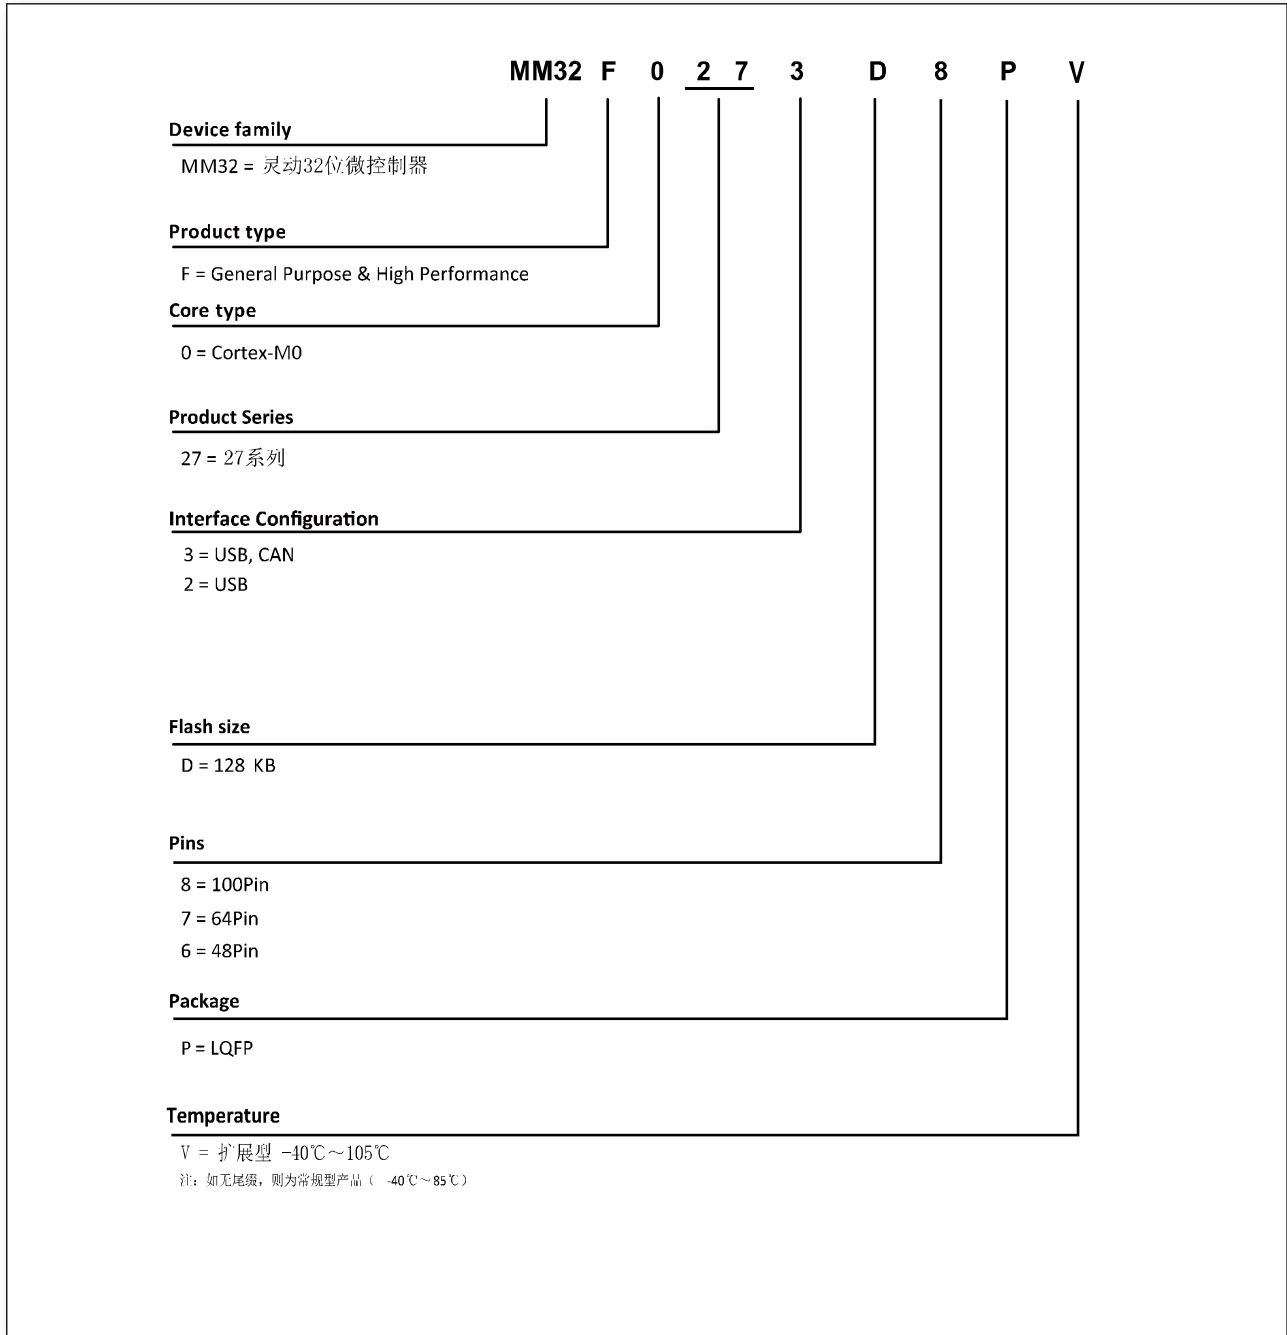 MM32 F 0 2 7 3 D 8 P V
Device family
MM32 = 灵动32位微控制器
Product type
F = General Purpose & High Performance
Core type
0 = Cortex-M0
Product Series
27 = 27系列
Interface Configuration
3 = USB, CAN
2 = USB
Flash size
D = 128 KB
Pins
8 = 100Pin
7 = 64Pin
6 = 48Pin
Package
P = LQFP
Temperature
V = 扩展型 -40℃～105℃
注：如无尾缀，则为常规型产品（ -40℃～85℃）